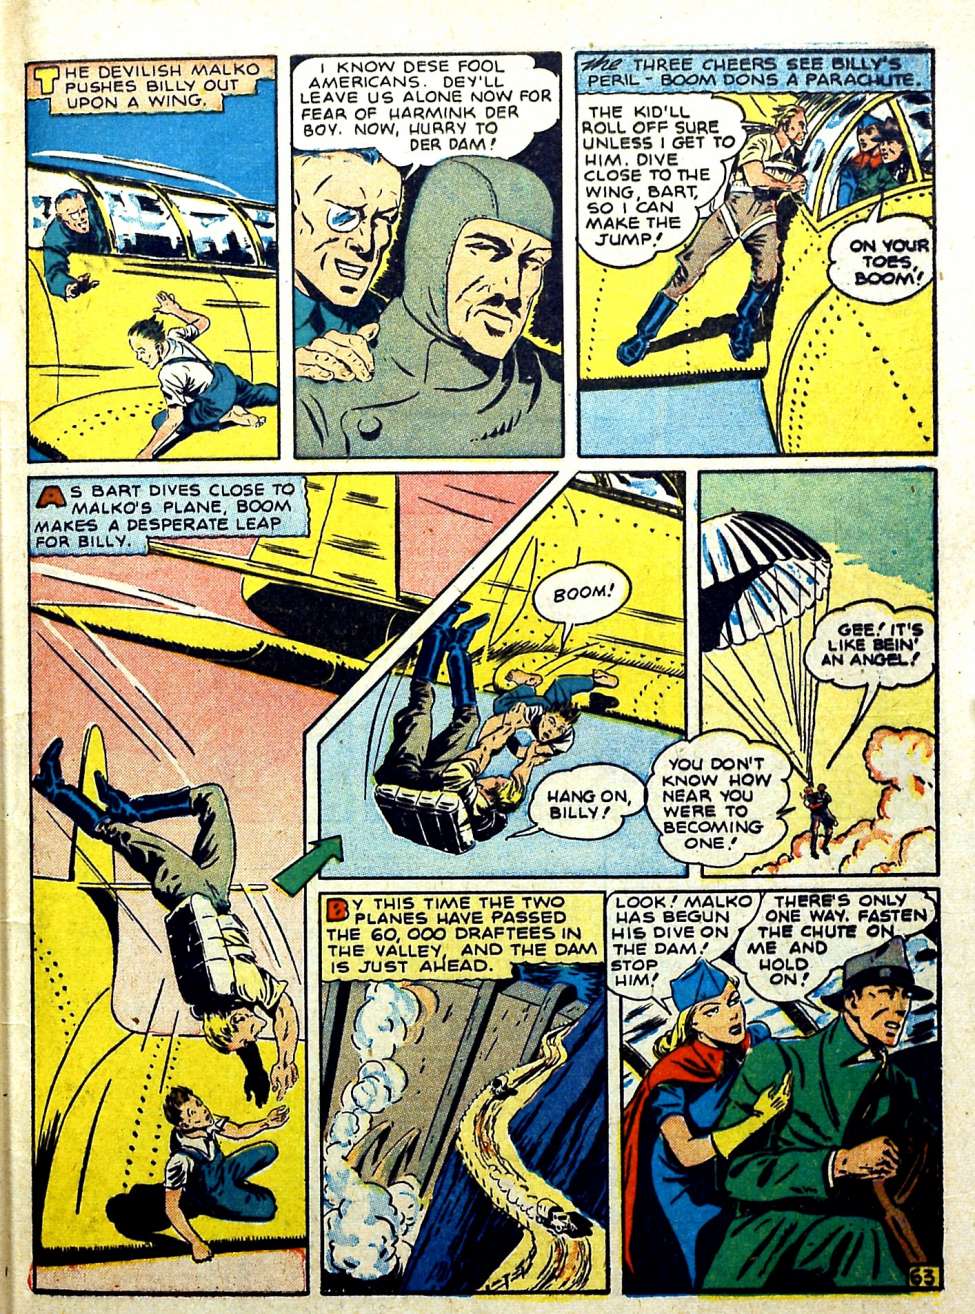 THE DEVILISH MALKO
PUSHES BILLY OUT
UPON A WING.
I KNOW DESE FOOL
AMERICANS. DEY'LL
LEAVE US ALONE NOW FOR
FEAR OF HARMINK DER
BOY. NOW, HURRY TO
DER DAM!
The THREE CHEERS SEE BILLY'S
PERIL - BOOM DONS A PARACHUTE.
THE KID'LL
ROLL OFF SURE
UNLESS I GET TO
HIM. DIVE
CLOSE TO THE
WING, BART,
SO I CAN
MAKE THE
JUMP!
ON YOUR
TOES,
BOOM!
AS BART DIVES CLOSE TO
MALKO'S PLANE, BOOM
MAKES A DESPERATE LEAP
FOR BILLY.
BOOM!
HANG ON,
BILLY!
GEE! IT'S
LIKE BEIN'
AN ANGEL!
YOU DON'T
KNOW HOW
NEAR YOU
WERE TO
BECOMING
ONE!
BY THIS TIME THE TWO
PLANES HAVE PASSED
THE 60,000 DRAFTEES IN
THE VALLEY, AND THE DAM
IS JUST AHEAD.
LOOK! MALKO
HAS BEGUN
HIS DIVE ON
THE DAM!
STOP
HIM!
THERE'S ONLY
ONE WAY. FASTEN
THE CHUTE ON
ME AND
HOLD
ON!
63